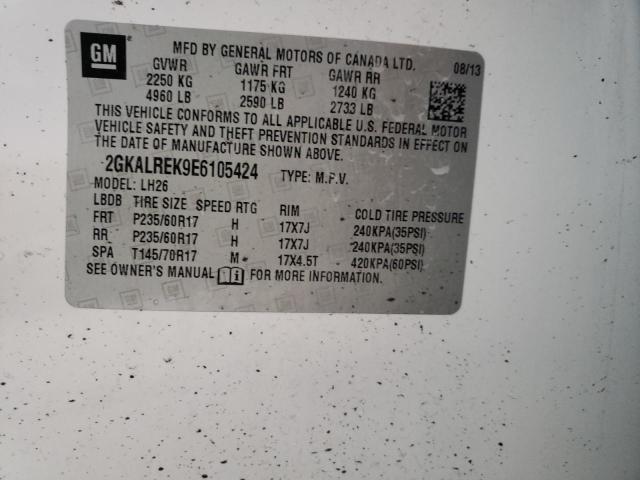 GM
MFD BY GENERAL MOTORS OF CANADA LTD.
08/13
GVWR GAWR FRT GAWR RR
2250 KG 1175 KG 1240 KG
4960 LB 2590 LB 2733 LB
THIS VEHICLE CONFORMS TO ALL APPLICABLE U.S. FEDERAL MOTOR
VEHICLE SAFETY AND THEFT PREVENTION STANDARDS IN EFFECT ON
THE DATE OF MANUFACTURE SHOWN ABOVE.
2GKALREK9E6105424 TYPE: M.P.V.
MODEL: LH26
LBDB TIRE SIZE SPEED RTG RIM COLD TIRE PRESSURE
FRT P235/60R17 H 17X7J 240KPA(35PSI)
RR P235/60R17 H 17X7J 240KPA(35PSI)
SPA T145/70R17 M 17X4.5T 420KPA(60PSI)
SEE OWNER'S MANUAL FOR MORE INFORMATION.